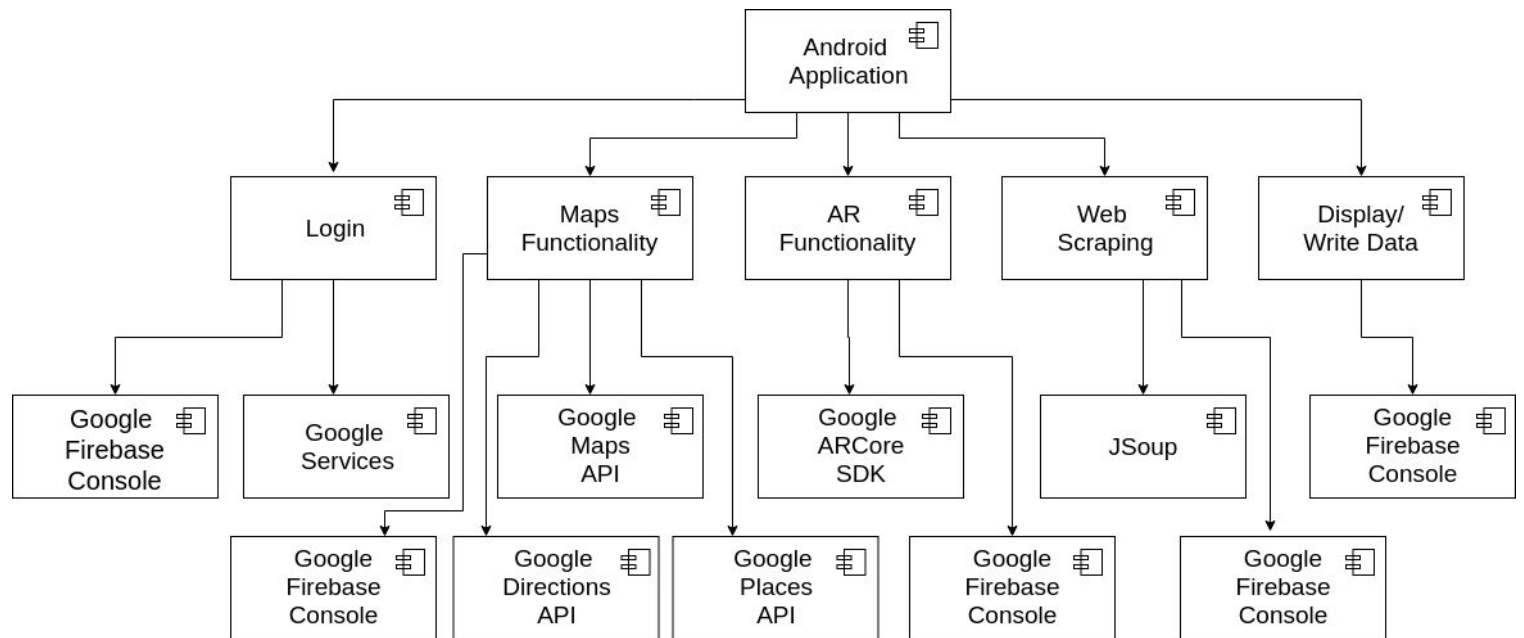 Android
Application
Login
Maps
Functionality
AR
Functionality
Web
Scraping
Display/
Write Data
Google
Firebase
Console
Google
Services
Google
Maps
API
Google
ARCore
SDK
JSoup
Google
Firebase
Console
Google
Firebase
Console
Google
Directions
API
Google
Places
API
Google
Firebase
Console
Google
Firebase
Console